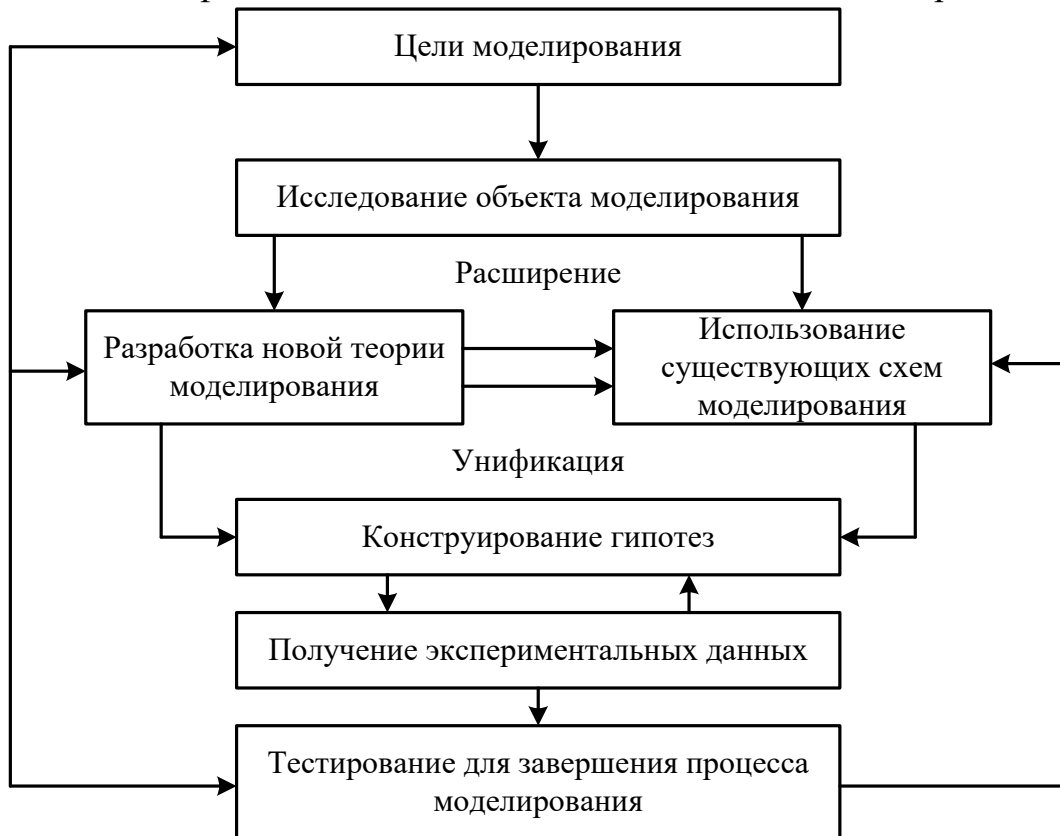 Цели моделирования
Исследование объекта моделирования
Расширение
Разработка новой теории
моделирования
Использование
существующих схем
моделирования
Унификация
Конструирование гипотез
Получение экспериментальных данных
Тестирование для завершения процесса
моделирования